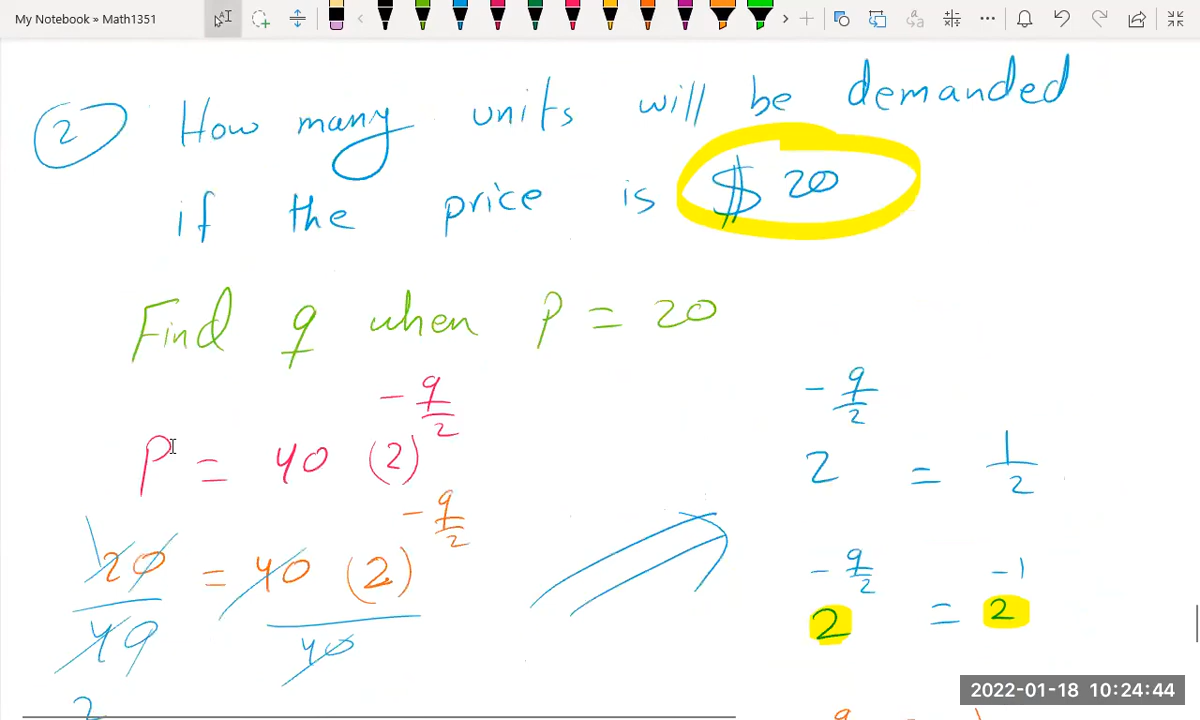 My Notebook » Math1351
② How many units will be demanded
if the price is $20
Find q when p = 20
p = 40 (2)^(-q/2)
20/40 = 40 (2)^(-q/2) / 40
2
2^(-q/2) = 1/2
2^(-q/2) = 2^(-1)
2022-01-18 10:24:44